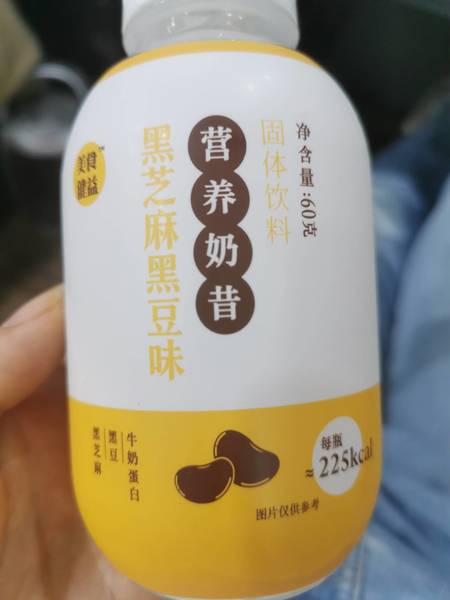 美食™
健益
营养奶昔
黑芝麻黑豆味
固体饮料
净含量:60克
牛奶蛋白
黑豆
黑芝麻
每瓶
≈225kcal
图片仅供参考